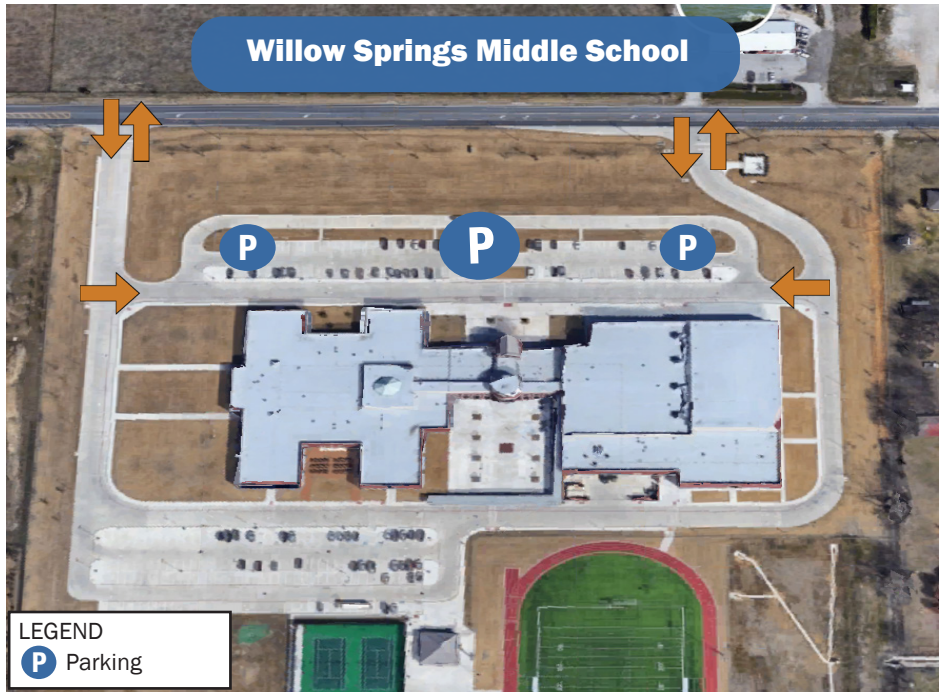 Willow Springs Middle School
P
P
P
LEGEND
P Parking